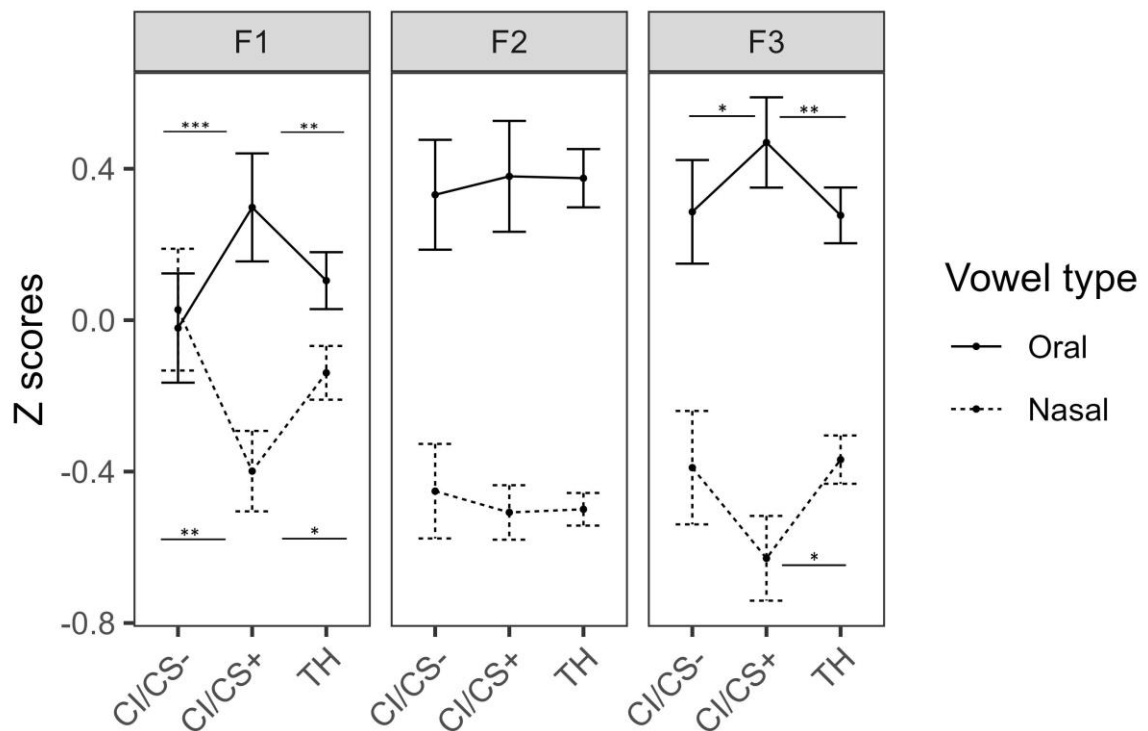 F1 F2 F3
*** ** * **
0.4
0.0
-0.4
-0.8
Z scores
** * *
CI/CS- CI/CS+ TH CI/CS- CI/CS+ TH CI/CS- CI/CS+ TH
Vowel type
Oral
Nasal